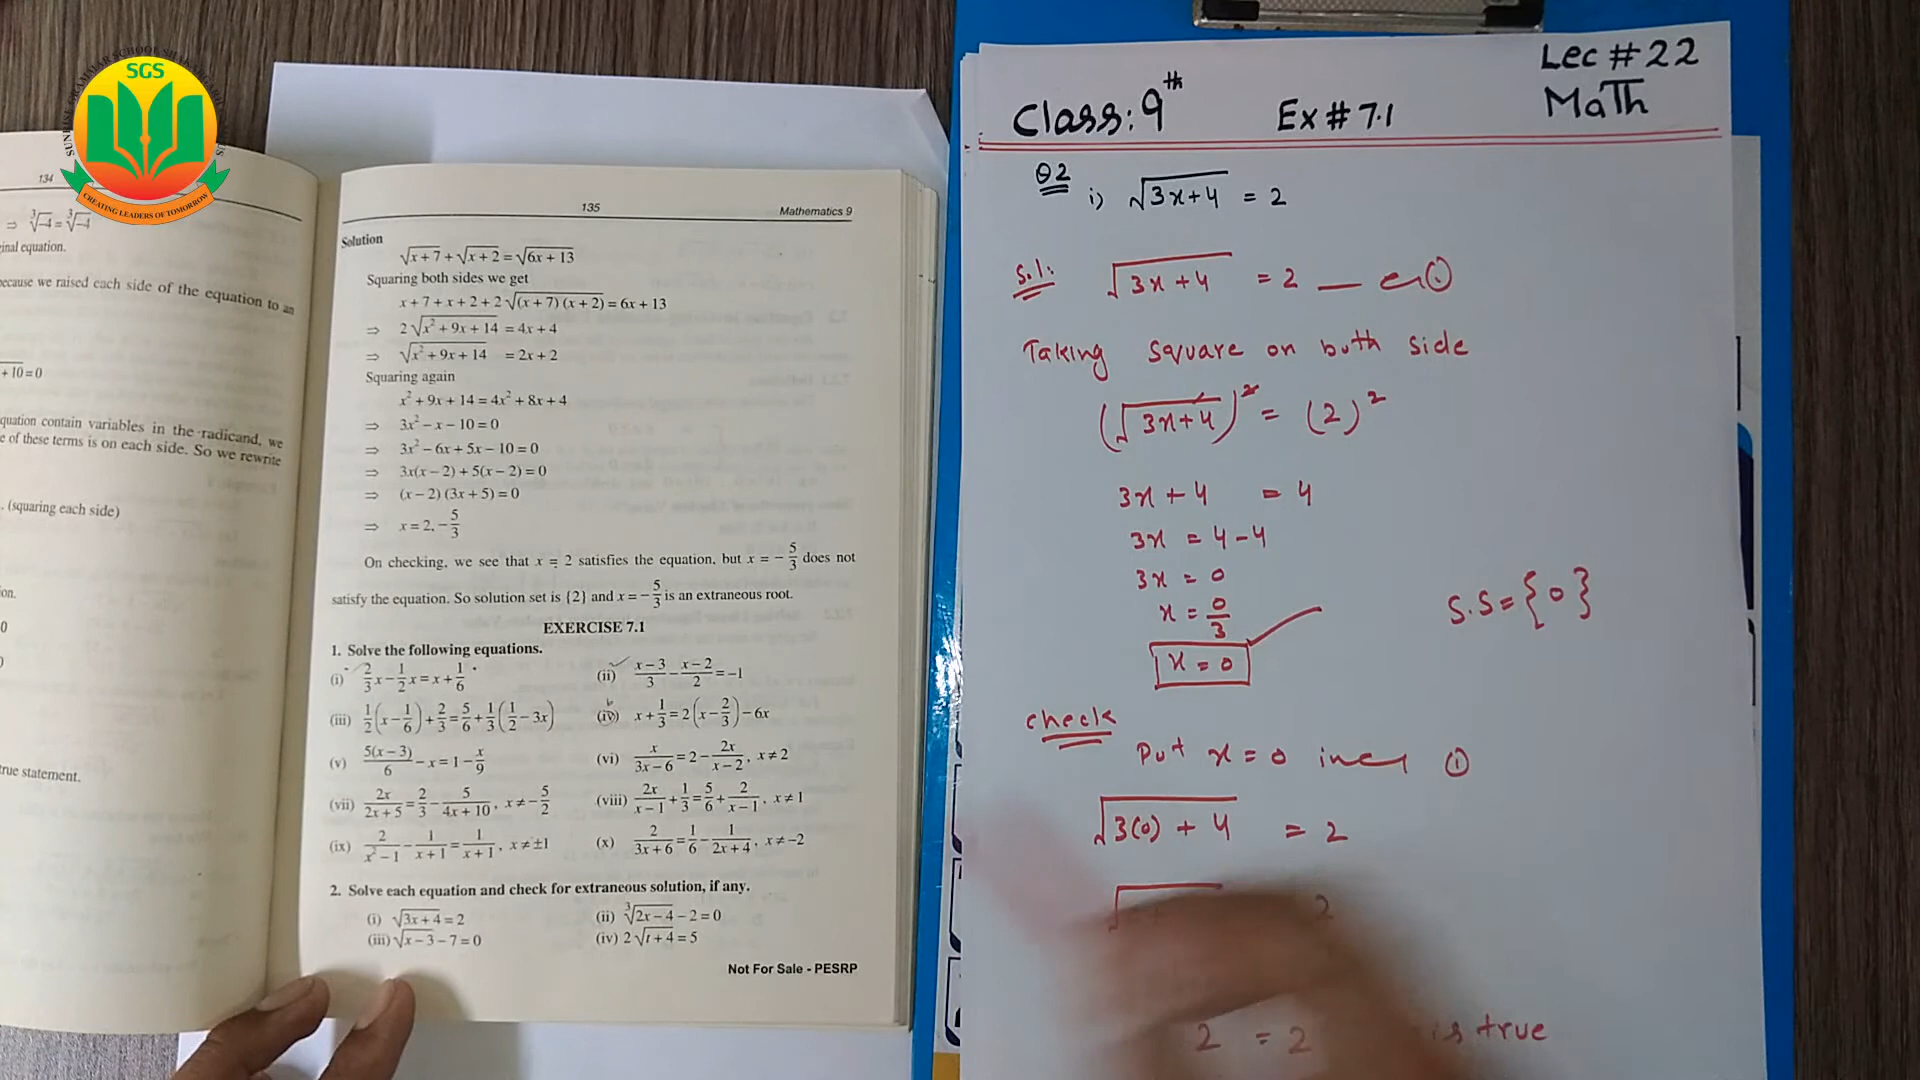 SUNRISE GRAMMAR SCHOOL SHAKARGARH CAMPUS
SGS
CREATING LEADERS OF TOMORROW
134
⇒ ∛-4 = ∛-4
inal equation.
because we raised each side of the equation to an
+ 10 = 0
quation contain variables in the radicand, we
e of these terms is on each side. So we rewrite
. (squaring each side)
on.
0
true statement.
135
Mathematics 9
Solution
√(x + 7) + √(x + 2) = √(6x + 13)
Squaring both sides we get
x + 7 + x + 2 + 2√((x + 7) (x + 2)) = 6x + 13
⇒ 2√(x² + 9x + 14) = 4x + 4
⇒ √(x² + 9x + 14) = 2x + 2
Squaring again
x² + 9x + 14 = 4x² + 8x + 4
⇒ 3x² − x − 10 = 0
⇒ 3x² − 6x + 5x − 10 = 0
⇒ 3x(x − 2) + 5(x − 2) = 0
⇒ (x − 2) (3x + 5) = 0
⇒ x = 2, − 5/3
On checking, we see that x = 2 satisfies the equation, but x = − 5/3 does not
satisfy the equation. So solution set is {2} and x = − 5/3 is an extraneous root.
EXERCISE 7.1
1. Solve the following equations.
(i) 2/3 x − 1/2 x = x + 1/6 (ii) (x − 3)/3 − (x − 2)/2 = −1
(iii) 1/2 (x − 1/6) + 2/3 = 5/6 + 1/3 (1/2 − 3x) (iv) x + 1/3 = 2 (x − 2/3) − 6x
(v) 5(x − 3)/6 − x = 1 − x/9 (vi) x/(3x − 6) = 2 − 2x/(x − 2), x ≠ 2
(vii) 2x/(2x + 5) = 2/3 − 5/(4x + 10), x ≠ − 5/2 (viii) 2x/(x − 1) + 1/3 = 5/6 + 2/(x − 1), x ≠ 1
(ix) 2/(x² − 1) − 1/(x + 1) = 1/(x + 1), x ≠ ±1 (x) 2/(3x + 6) = 1/6 − 1/(2x + 4), x ≠ −2
2. Solve each equation and check for extraneous solution, if any.
(i) √(3x + 4) = 2 (ii) ∛(2x − 4) − 2 = 0
(iii) √(x − 3) − 7 = 0 (iv) 2√(t + 4) = 5
Not For Sale - PESRP
Lec # 22
Class: 9th Ex # 7.1 Math
Q2 i) √(3x+4) = 2
Sol: √(3x+4) = 2 — eq ①
Taking square on both side
(√(3x+4))² = (2)²
3x + 4 = 4
3x = 4 - 4
3x = 0
x = 0/3
x = 0
S.S = {0}
check
Put x = 0 in eq ①
√(3(0) + 4) = 2
2
2 = 2 is true